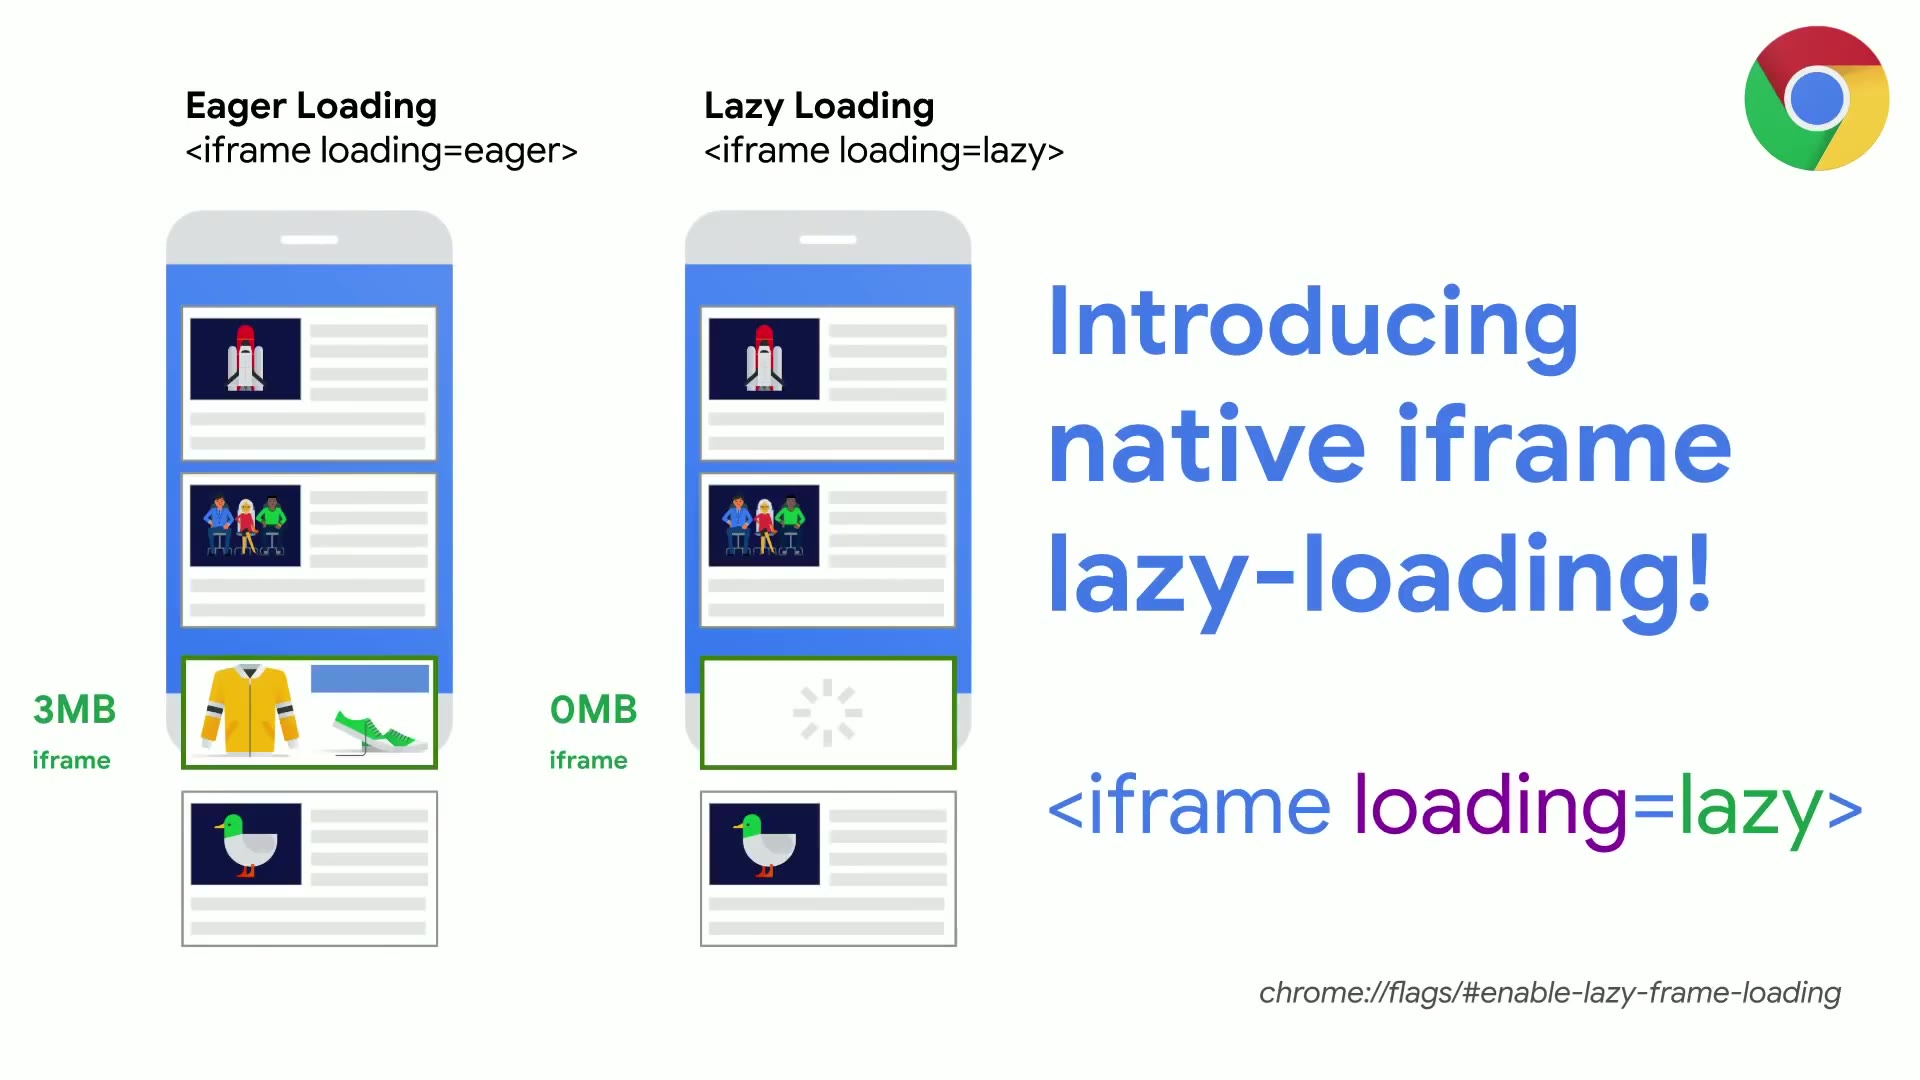 Eager Loading
<iframe loading=eager>
Lazy Loading
<iframe loading=lazy>
Introducing
native iframe
lazy-loading!
3MB
iframe
0MB
iframe
<iframe loading=lazy>
chrome://flags/#enable-lazy-frame-loading